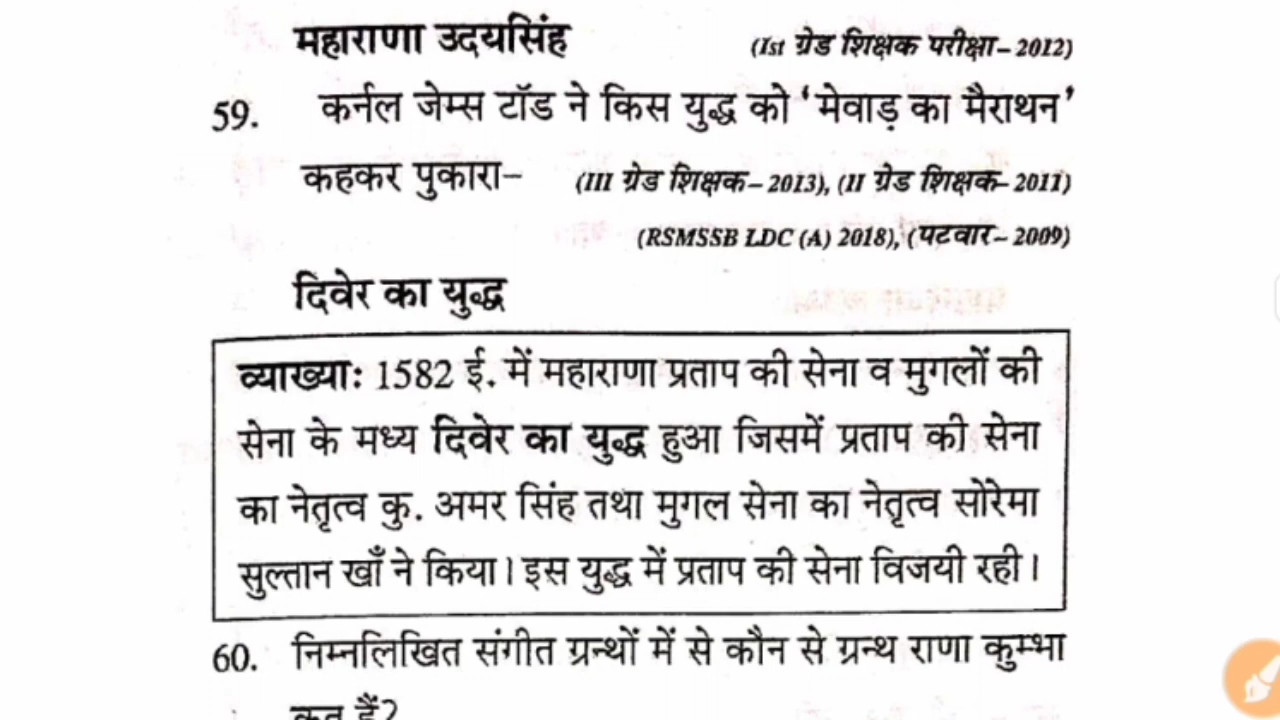 महाराणा उदयसिंह (Ist ग्रेड शिक्षक परीक्षा–2012)
59. कर्नल जेम्स टॉड ने किस युद्ध को ‘मेवाड़ का मैराथन’
कहकर पुकारा– (III ग्रेड शिक्षक–2013), (II ग्रेड शिक्षक–2011)
(RSMSSB LDC (A) 2018), (पटवार–2009)
दिवेर का युद्ध
व्याख्याः 1582 ई. में महाराणा प्रताप की सेना व मुगलों की
सेना के मध्य दिवेर का युद्ध हुआ जिसमें प्रताप की सेना
का नेतृत्व कु. अमर सिंह तथा मुगल सेना का नेतृत्व सोरेमा
सुल्तान खाँ ने किया। इस युद्ध में प्रताप की सेना विजयी रही।
60. निम्नलिखित संगीत ग्रन्थों में से कौन से ग्रन्थ राणा कुम्भा
हैं?